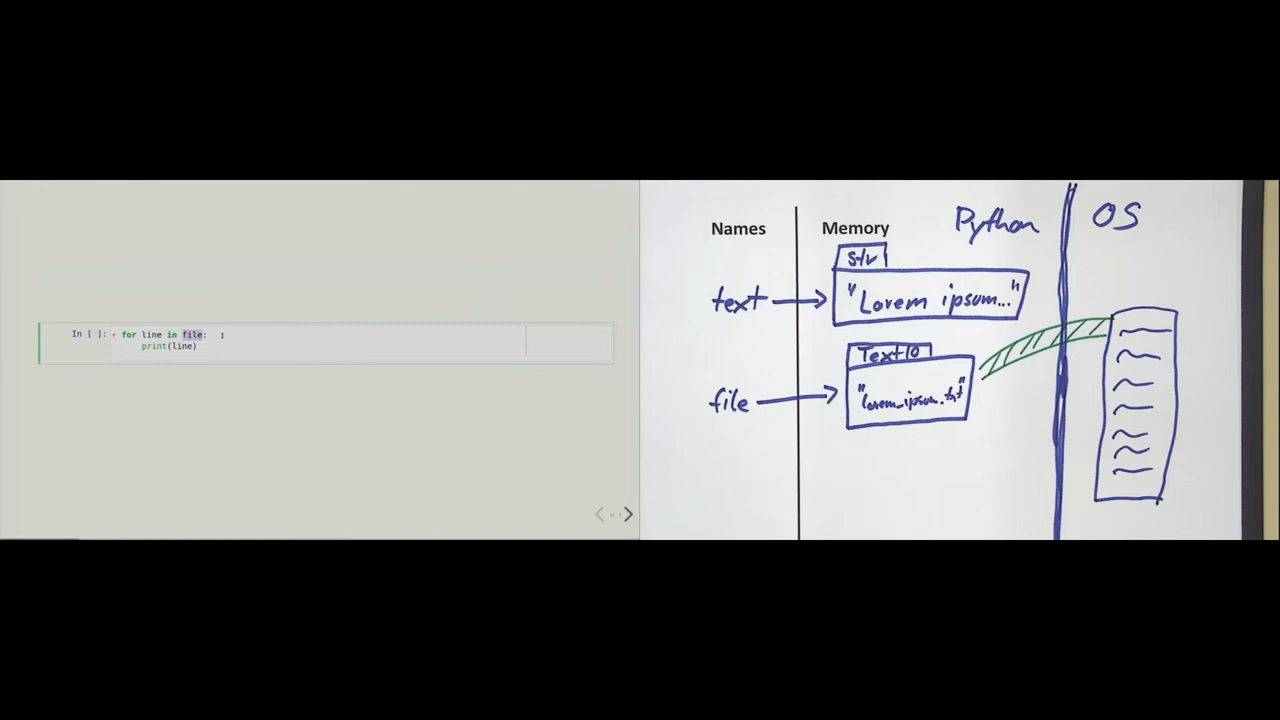 In [ ]: for line in file:
print(line)
Names
Memory
Python
OS
str
text
"Lorem ipsum..."
TextIO
file
"lorem_ipsum.txt"